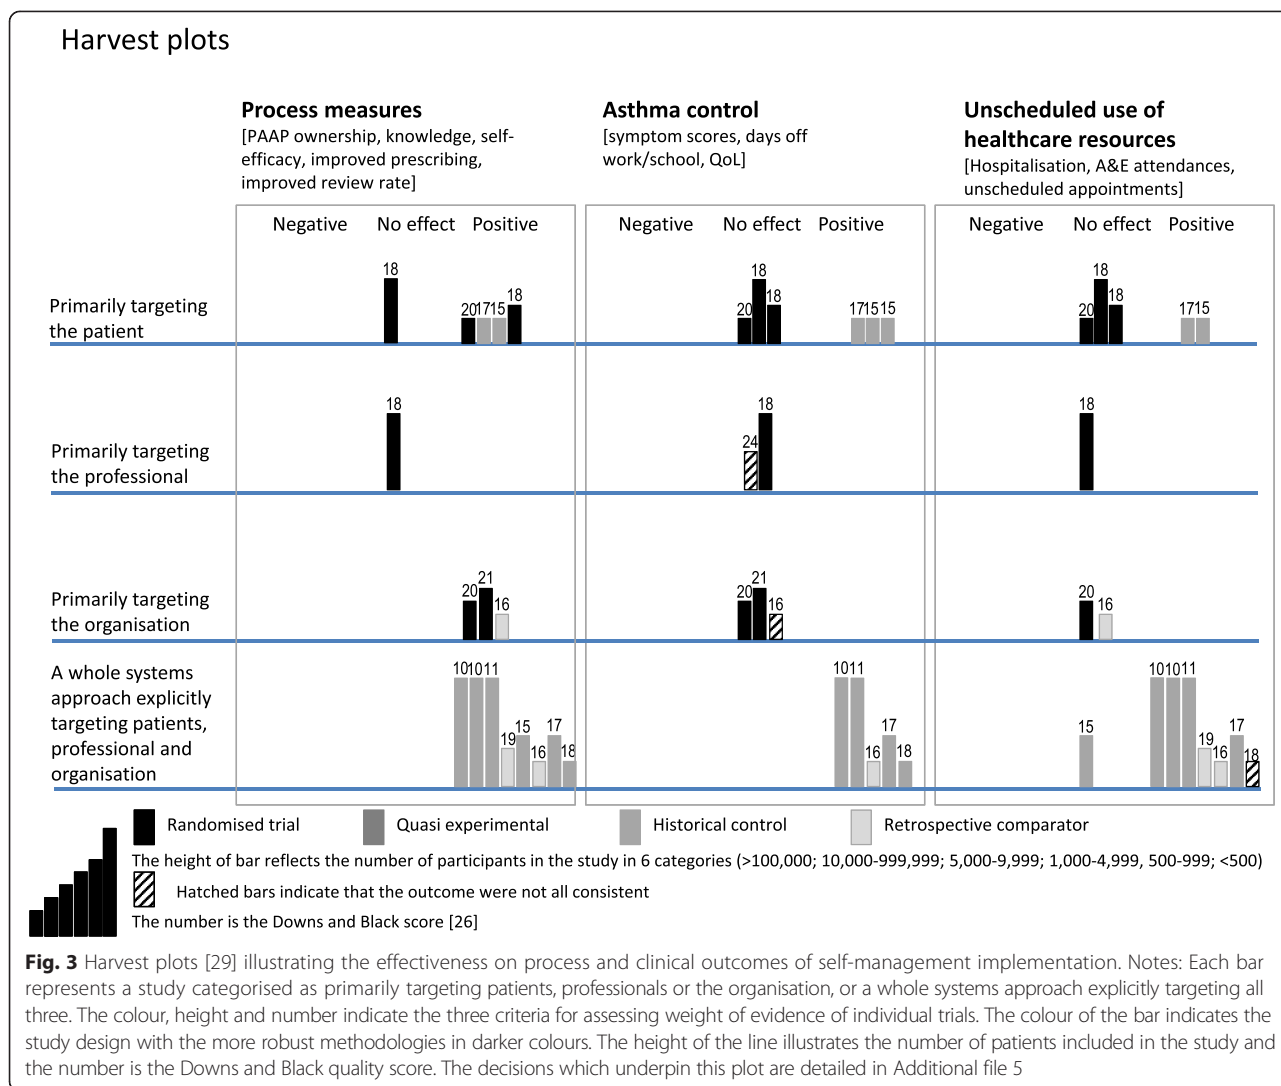 Harvest plots
Process measures
[PAAP ownership, knowledge, self-
efficacy, improved prescribing,
improved review rate]
Asthma control
[symptom scores, days off
work/school, QoL]
Unscheduled use of
healthcare resources
[Hospitalisation, A&E attendances,
unscheduled appointments]
Negative No effect Positive
Negative No effect Positive
Negative No effect Positive
Primarily targeting
the patient
18 20 17 15 18
20 18 18 17 15 15
20 18 18 17 15
Primarily targeting
the professional
18
24 18
18
Primarily targeting
the organisation
20 21 16
20 21 16
20 16
A whole systems
approach explicitly
targeting patients,
professional and
organisation
10 10 11 19 15 16 17 18
10 11 16 17 18
15 10 10 11 19 16 17 18
Randomised trial Quasi experimental Historical control Retrospective comparator
The height of bar reflects the number of participants in the study in 6 categories (>100,000; 10,000-999,999; 5,000-9,999; 1,000-4,999, 500-999; <500)
Hatched bars indicate that the outcome were not all consistent
The number is the Downs and Black score [26]
Fig. 3 Harvest plots [29] illustrating the effectiveness on process and clinical outcomes of self-management implementation. Notes: Each bar
represents a study categorised as primarily targeting patients, professionals or the organisation, or a whole systems approach explicitly targeting all
three. The colour, height and number indicate the three criteria for assessing weight of evidence of individual trials. The colour of the bar indicates the
study design with the more robust methodologies in darker colours. The height of the line illustrates the number of patients included in the study and
the number is the Downs and Black quality score. The decisions which underpin this plot are detailed in Additional file 5